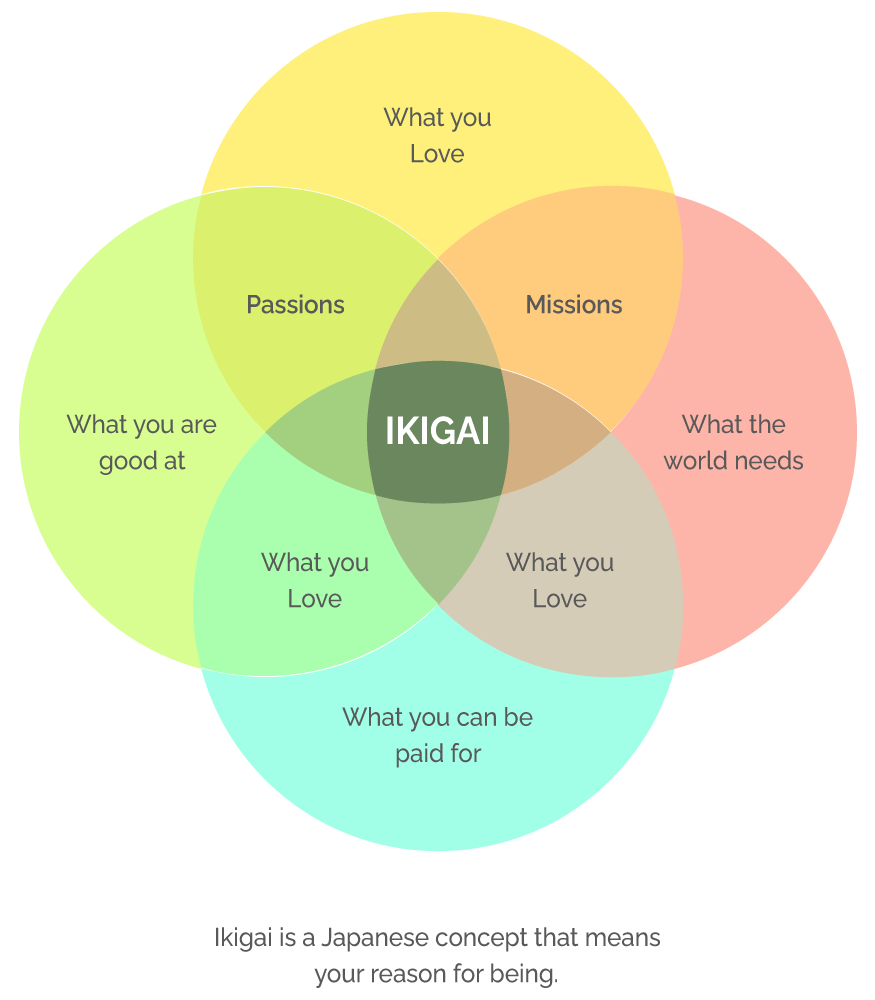 What you
Love
Passions
Missions
What you are
good at
IKIGAI
What the
world needs
What you
Love
What you
Love
What you can be
paid for
Ikigai is a Japanese concept that means
your reason for being.